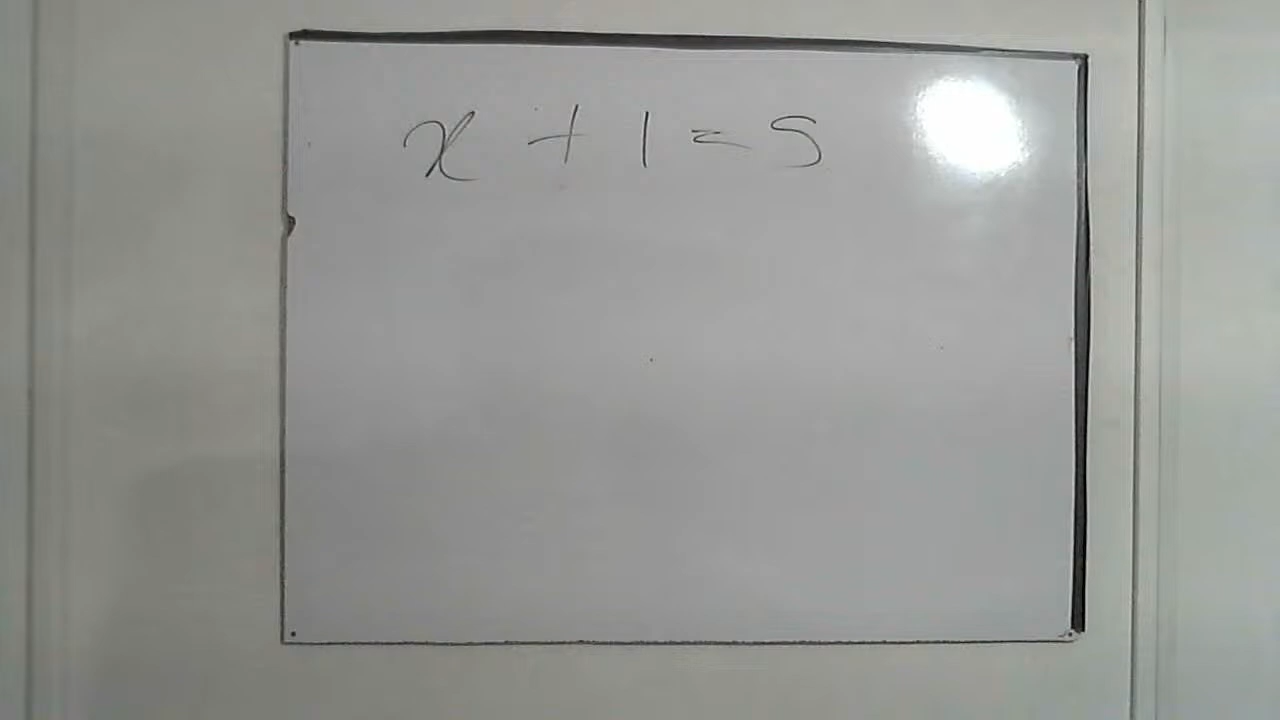 x + 1 = 5